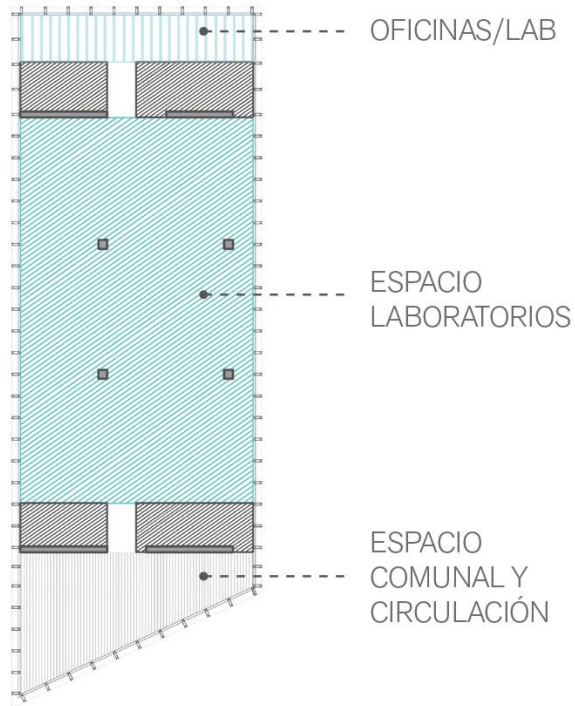 OFICINAS/LAB
ESPACIO
LABORATORIOS
ESPACIO
COMUNAL Y
CIRCULACIÓN